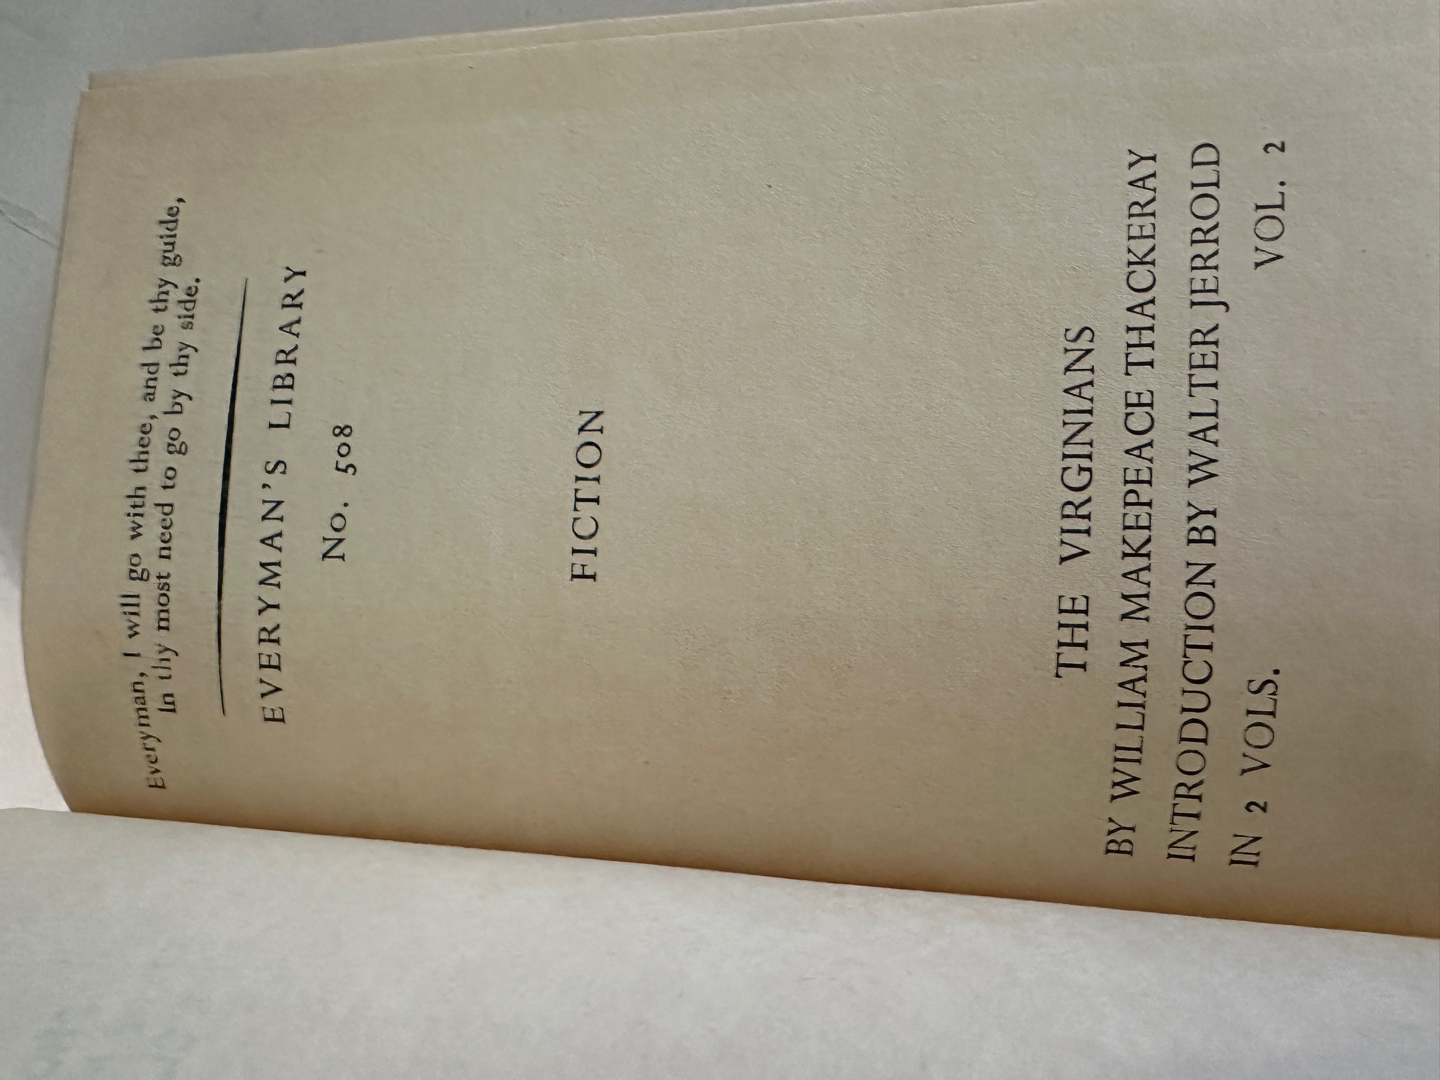 Everyman, I will go with thee, and be thy guide,
In thy most need to go by thy side.
EVERYMAN'S LIBRARY
No. 508
FICTION
THE VIRGINIANS
BY WILLIAM MAKEPEACE THACKERAY
INTRODUCTION BY WALTER JERROLD
IN 2 VOLS. VOL. 2